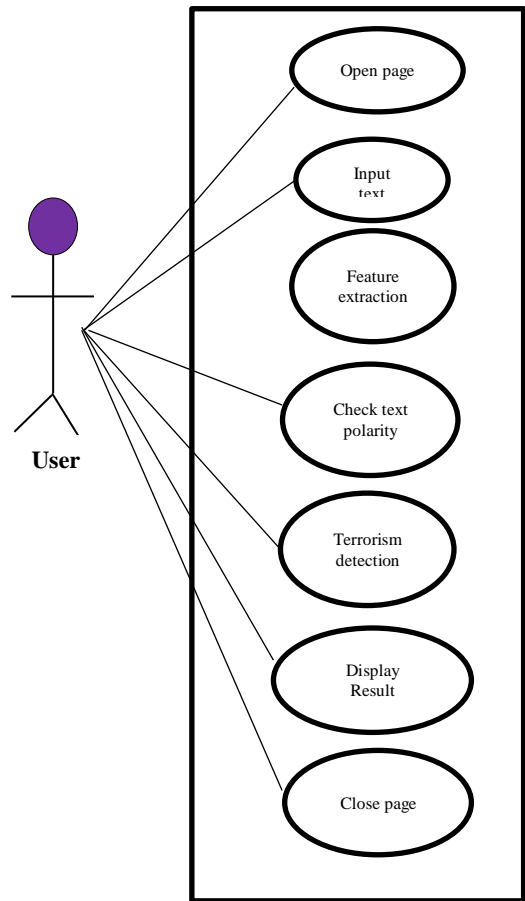 Open page
Input
text
Feature
extraction
Check text
polarity
User
Terrorism
detection
Display
Result
Close page